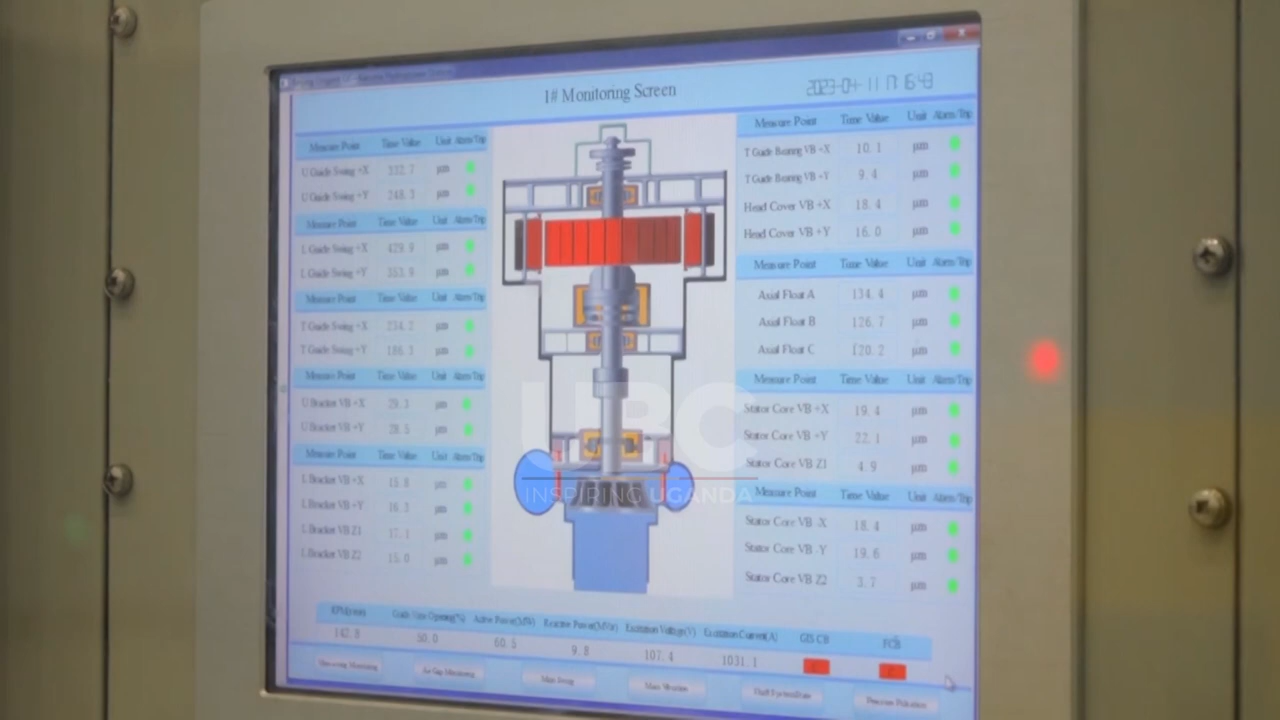 1# Monitoring Screen
2023-04-11 17:16:43
Measure Point Time Value Unit Alarm/Trip
U Guide Swing +X 332.7 μm
U Guide Swing +Y 248.3 μm
Measure Point Time Value Unit Alarm/Trip
L Guide Swing +X 429.9 μm
L Guide Swing +Y 353.9 μm
Measure Point Time Value Unit Alarm/Trip
T Guide Swing +X 234.2 μm
T Guide Swing +Y 186.3 μm
Measure Point Time Value Unit Alarm/Trip
U Bracket VB +X 29.3 μm
U Bracket VB +Y 28.5 μm
Measure Point Time Value Unit Alarm/Trip
L Bracket VB +X 15.8 μm
L Bracket VB +Y 16.3 μm
L Bracket VB Z1 17.1 μm
L Bracket VB Z2 15.0 μm
Measure Point Time Value Unit Alarm/Trip
T Guide Bearing VB +X 10.1 μm
T Guide Bearing VB +Y 9.4 μm
Head Cover VB +X 18.4 μm
Head Cover VB +Y 16.0 μm
Measure Point Time Value Unit Alarm/Trip
Axial Float A 134.4 μm
Axial Float B 126.7 μm
Axial Float C 120.2 μm
Measure Point Time Value Unit Alarm/Trip
Stator Core VB +X 19.4 μm
Stator Core VB +Y 22.1 μm
Stator Core VB Z1 4.9 μm
Measure Point Time Value Unit Alarm/Trip
Stator Core VB -X 18.4 μm
Stator Core VB -Y 19.6 μm
Stator Core VB Z2 3.7 μm
UBC
INSPIRING UGANDA
Guide Vane Opening(%) Active Power(MW) Reactive Power(MVar) Excitation Voltage(V) Excitation Current(A) GIS CB FCB
142.8 50.0 60.5 9.8 107.4 1031.1
Air Gap Monitoring Main Swing Main Vibration Pressure Pulsation